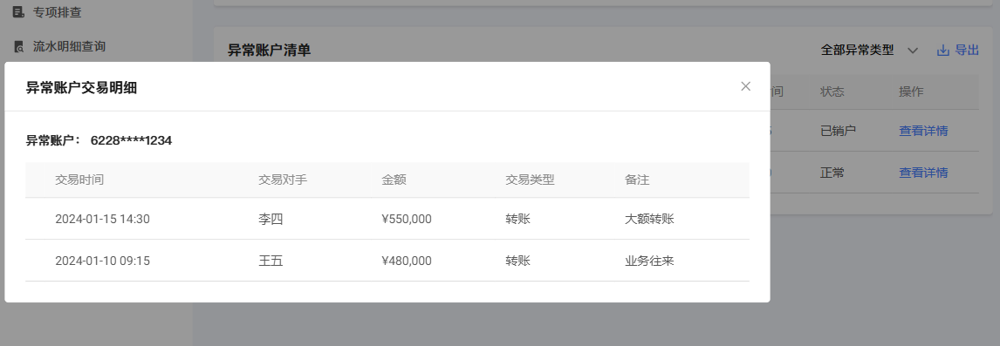 专项排查
流水明细查询
异常账户清单
全部异常类型
导出
间 状态 操作
已销户 查看详情
正常 查看详情
异常账户交易明细
异常账户： 6228****1234
交易时间 交易对手 金额 交易类型 备注
2024-01-15 14:30 李四 ¥550,000 转账 大额转账
2024-01-10 09:15 王五 ¥480,000 转账 业务往来